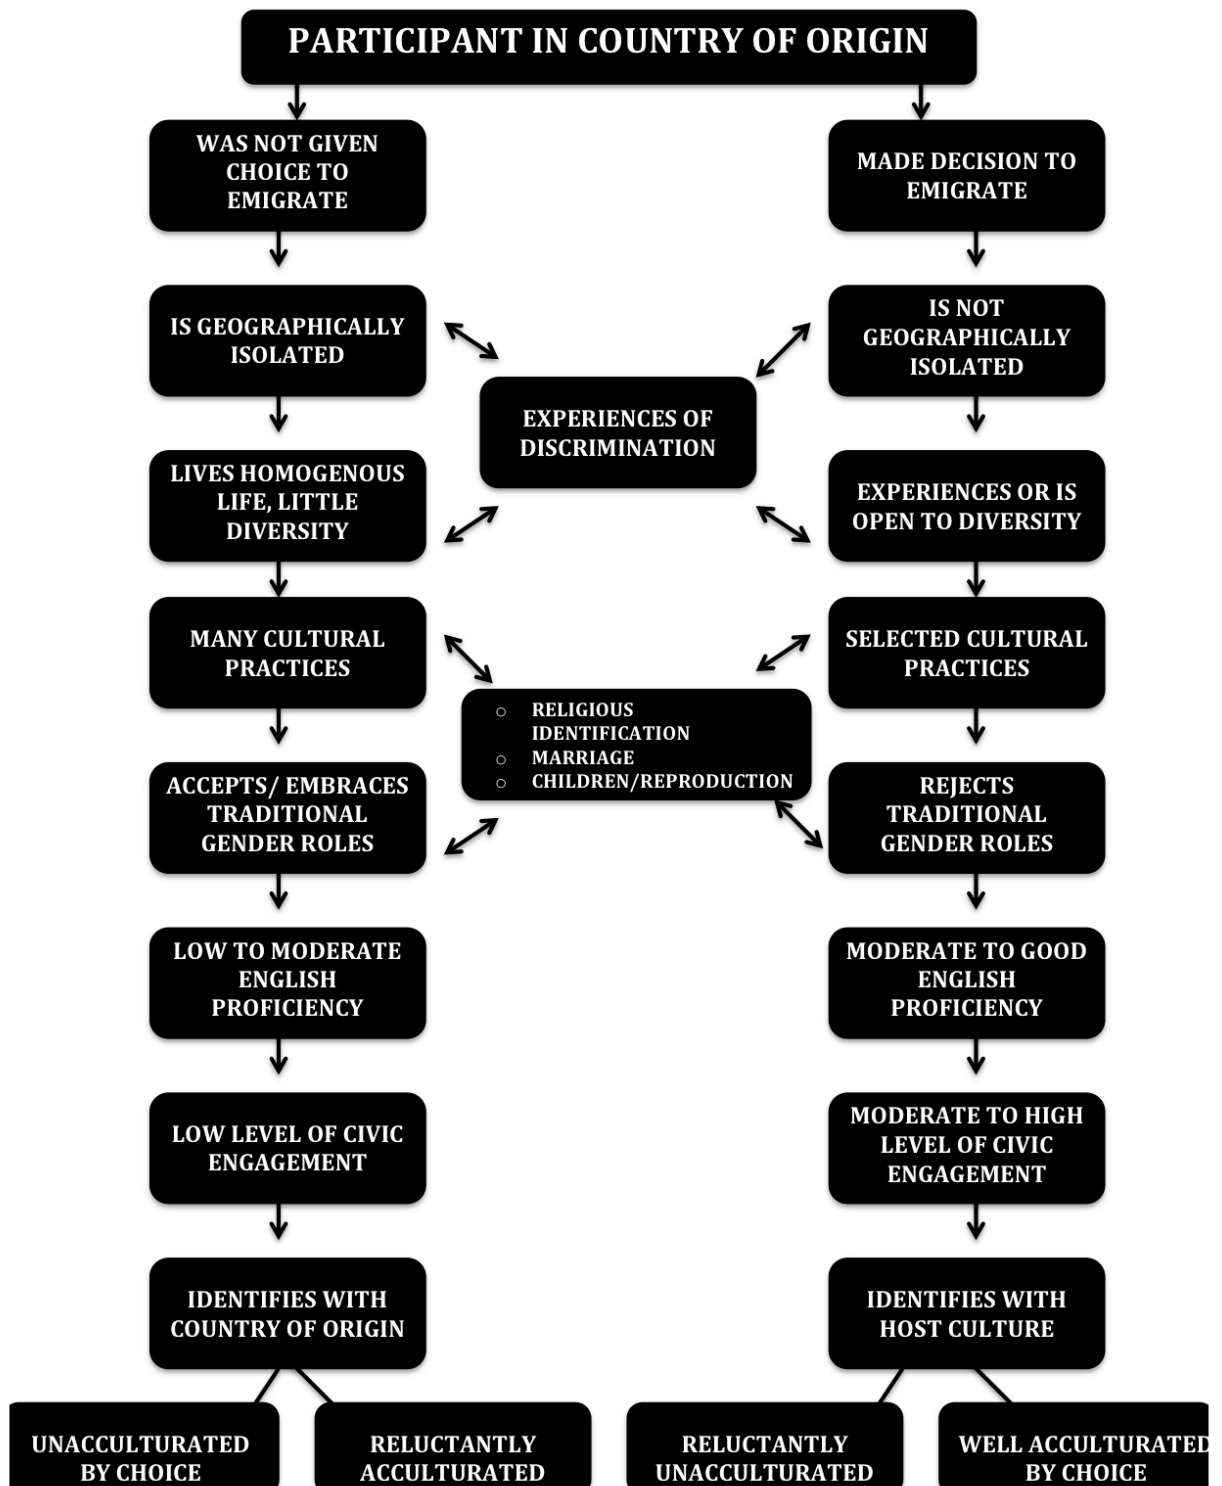 PARTICIPANT IN COUNTRY OF ORIGIN
WAS NOT GIVEN
CHOICE TO
EMIGRATE
MADE DECISION TO
EMIGRATE
IS GEOGRAPHICALLY
ISOLATED
IS NOT
GEOGRAPHICALLY
ISOLATED
EXPERIENCES OF
DISCRIMINATION
LIVES HOMOGENOUS
LIFE, LITTLE
DIVERSITY
EXPERIENCES OR IS
OPEN TO DIVERSITY
MANY CULTURAL
PRACTICES
SELECTED CULTURAL
PRACTICES
○ RELIGIOUS
IDENTIFICATION
○ MARRIAGE
○ CHILDREN/REPRODUCTION
ACCEPTS/ EMBRACES
TRADITIONAL
GENDER ROLES
REJECTS
TRADITIONAL
GENDER ROLES
LOW TO MODERATE
ENGLISH
PROFICIENCY
MODERATE TO GOOD
ENGLISH
PROFICIENCY
LOW LEVEL OF CIVIC
ENGAGEMENT
MODERATE TO HIGH
LEVEL OF CIVIC
ENGAGEMENT
IDENTIFIES WITH
COUNTRY OF ORIGIN
IDENTIFIES WITH
HOST CULTURE
UNACCULTURATED
BY CHOICE
RELUCTANTLY
ACCULTURATED
RELUCTANTLY
UNACCULTURATED
WELL ACCULTURATED
BY CHOICE